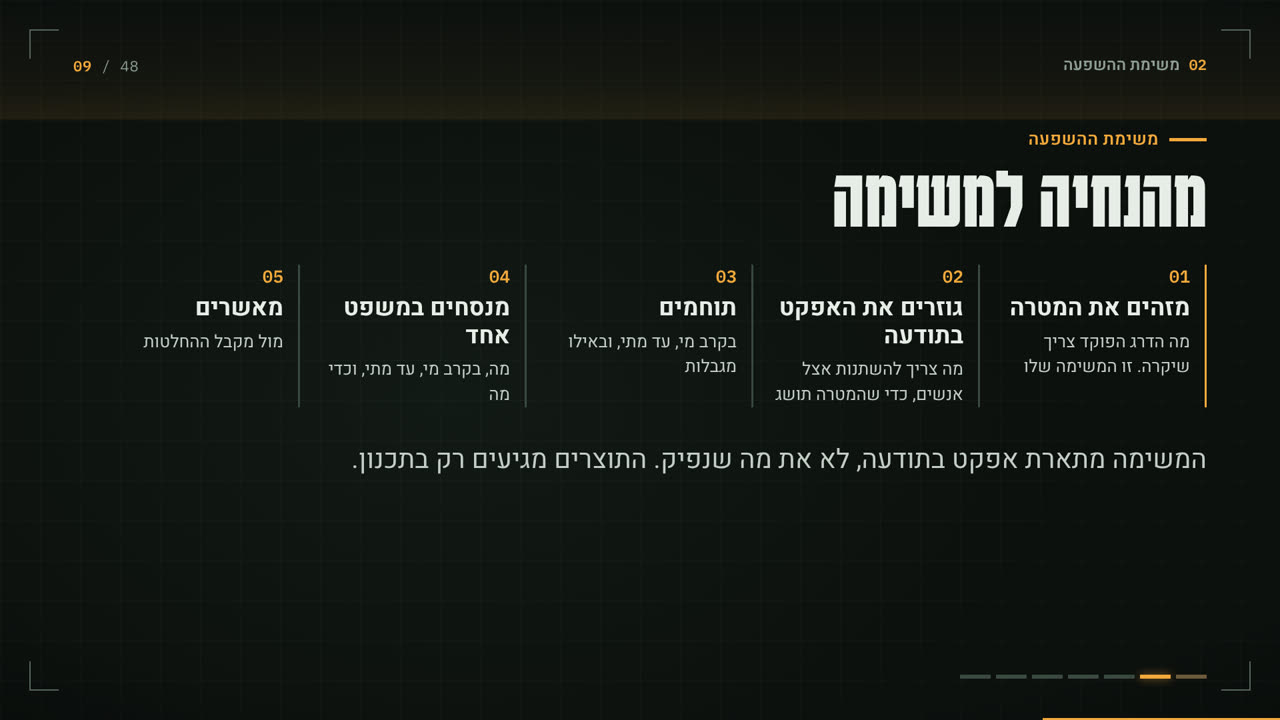 02 משימת ההשפעה
09 / 48
משימת ההשפעה
מהנחיה למשימה
01
מזהים את המטרה
מה הדרג הפוקד צריך
שיקרה. זו המשימה שלו
02
גוזרים את האפקט
בתודעה
מה צריך להשתנות אצל
אנשים, כדי שהמטרה תושג
03
תוחמים
בקרב מי, עד מתי, ובאילו
מגבלות
04
מנסחים במשפט
אחד
מה, בקרב מי, עד מתי, וכדי
מה
05
מאשרים
מול מקבל ההחלטות
המשימה מתארת אפקט בתודעה, לא את מה שנפיק. התוצרים מגיעים רק בתכנון.